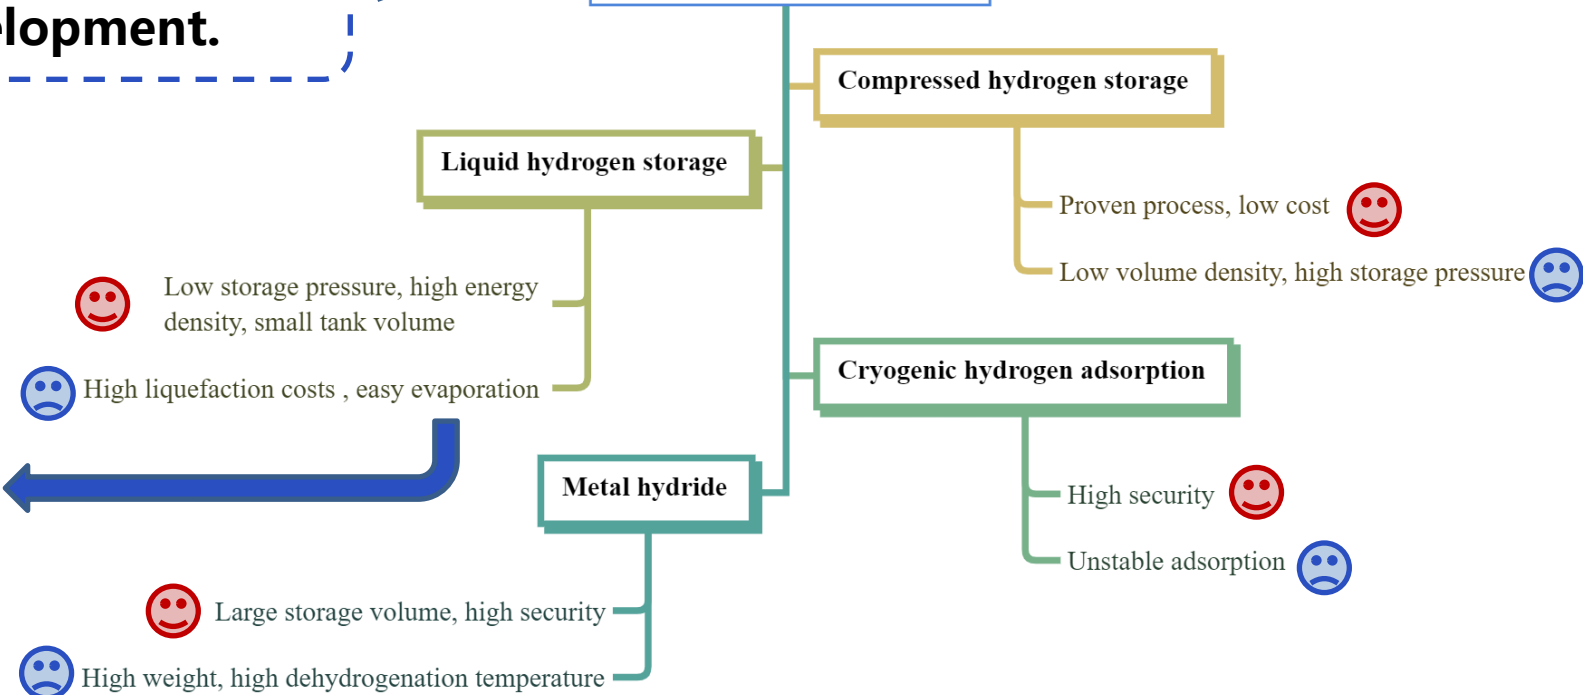 Compressed hydrogen storage
Proven process, low cost
Low volume density, high storage pressure
Liquid hydrogen storage
Low storage pressure, high energy
density, small tank volume
High liquefaction costs , easy evaporation
Cryogenic hydrogen adsorption
High security
Unstable adsorption
Metal hydride
Large storage volume, high security
High weight, high dehydrogenation temperature